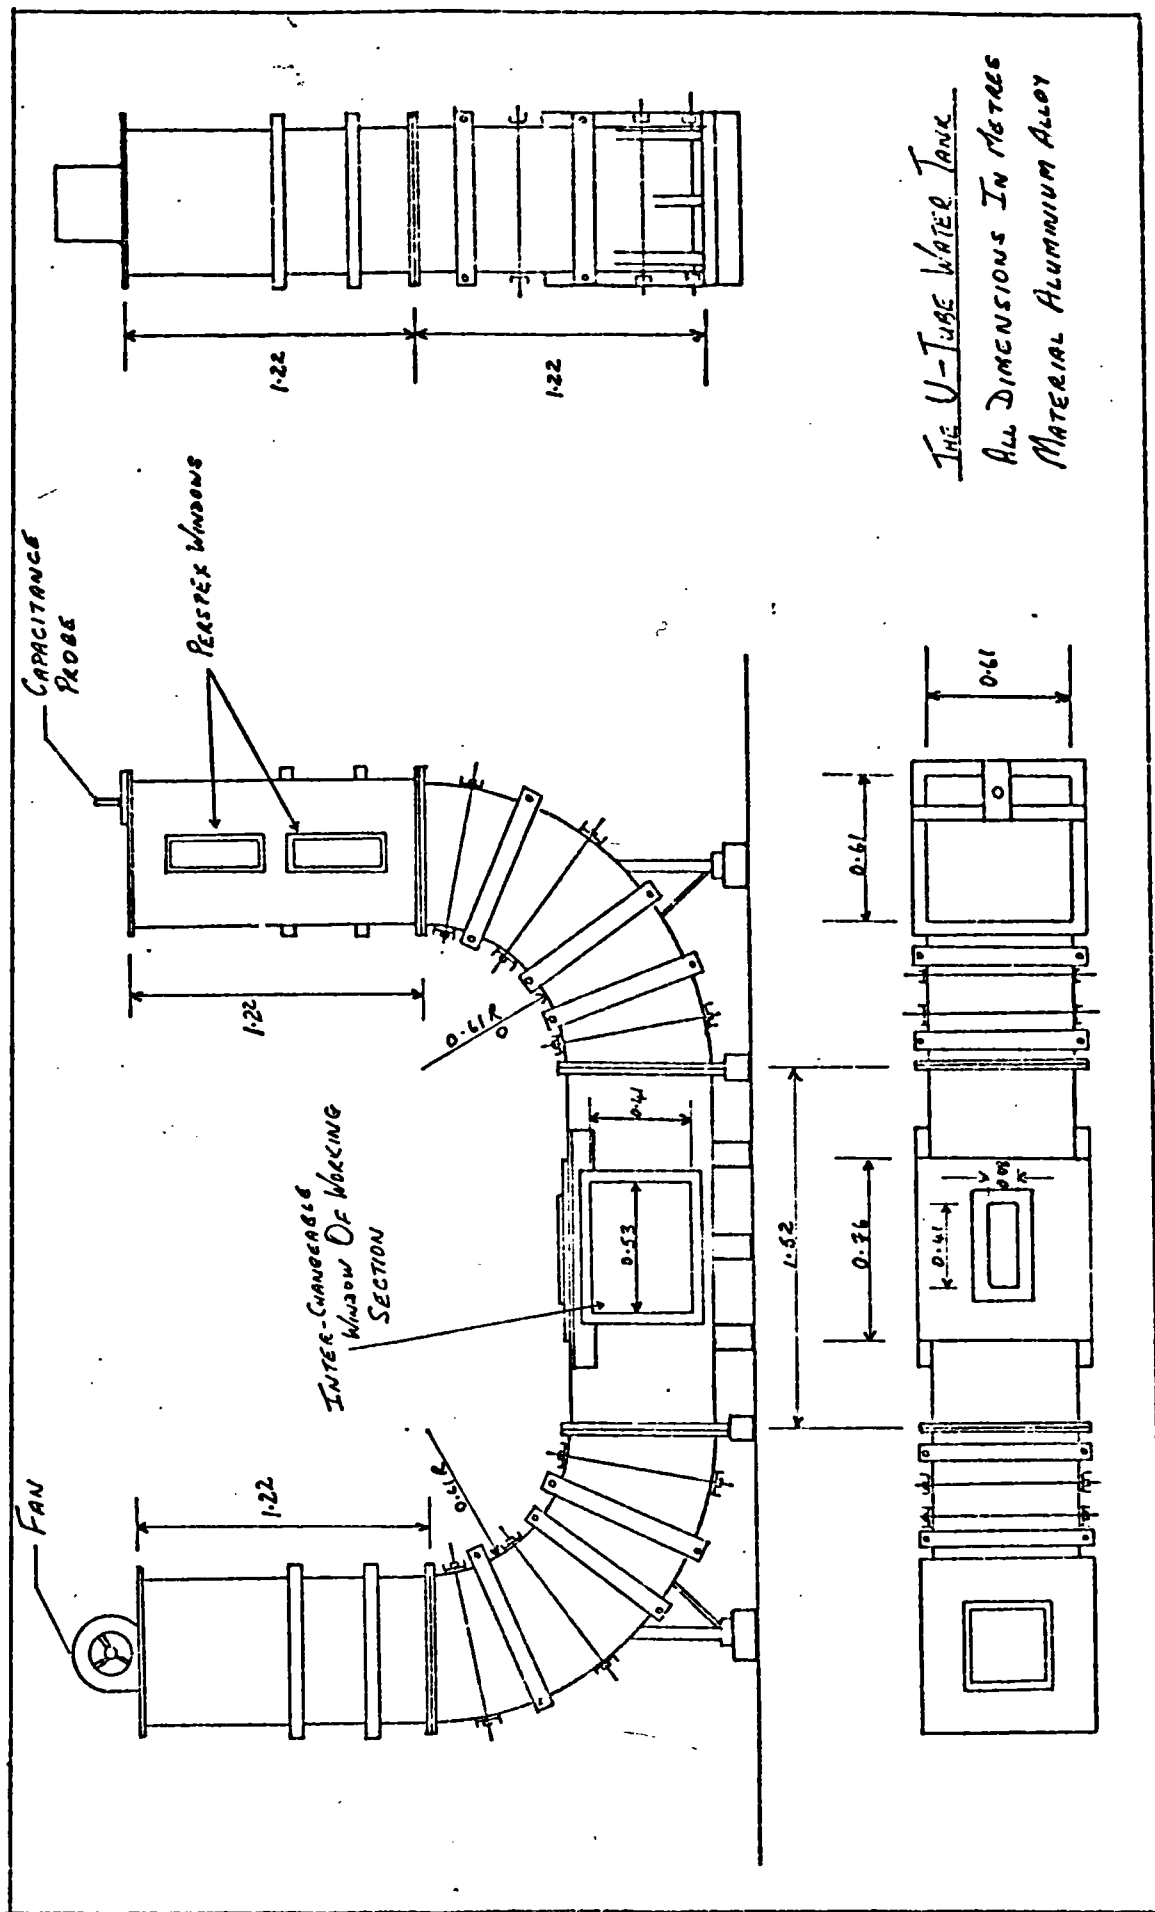 FAN
CAPACITANCE
PROBE
PERSPEX WINDOWS
1.22
1.22
1.22
1.22
0.61R
0.61R
INTER-CHANGEABLE
WINDOW OF WORKING
SECTION
0.53
0.41
1.52
0.76
0.41
0.61
0.61
THE U-TUBE WATER TANK
ALL DIMENSIONS IN METRES
MATERIAL ALUMINIUM ALLOY